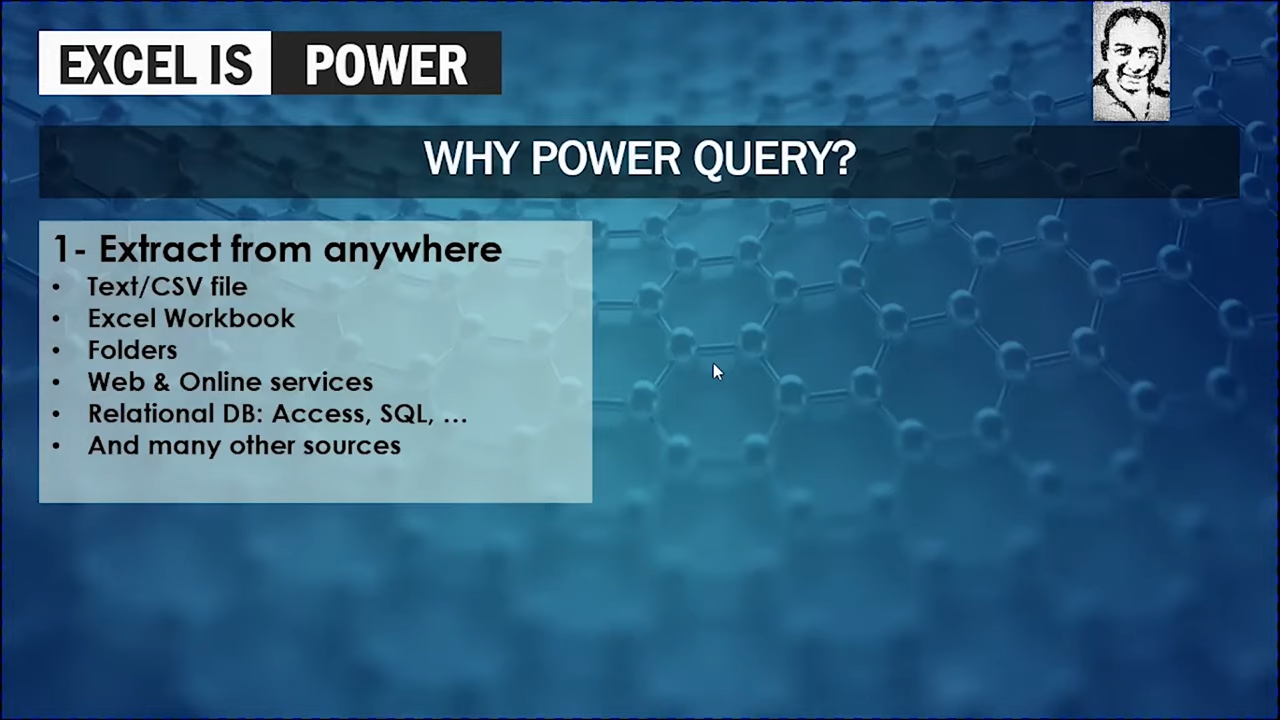 EXCEL IS POWER
WHY POWER QUERY?
1- Extract from anywhere
• Text/CSV file
• Excel Workbook
• Folders
• Web & Online services
• Relational DB: Access, SQL, ...
• And many other sources